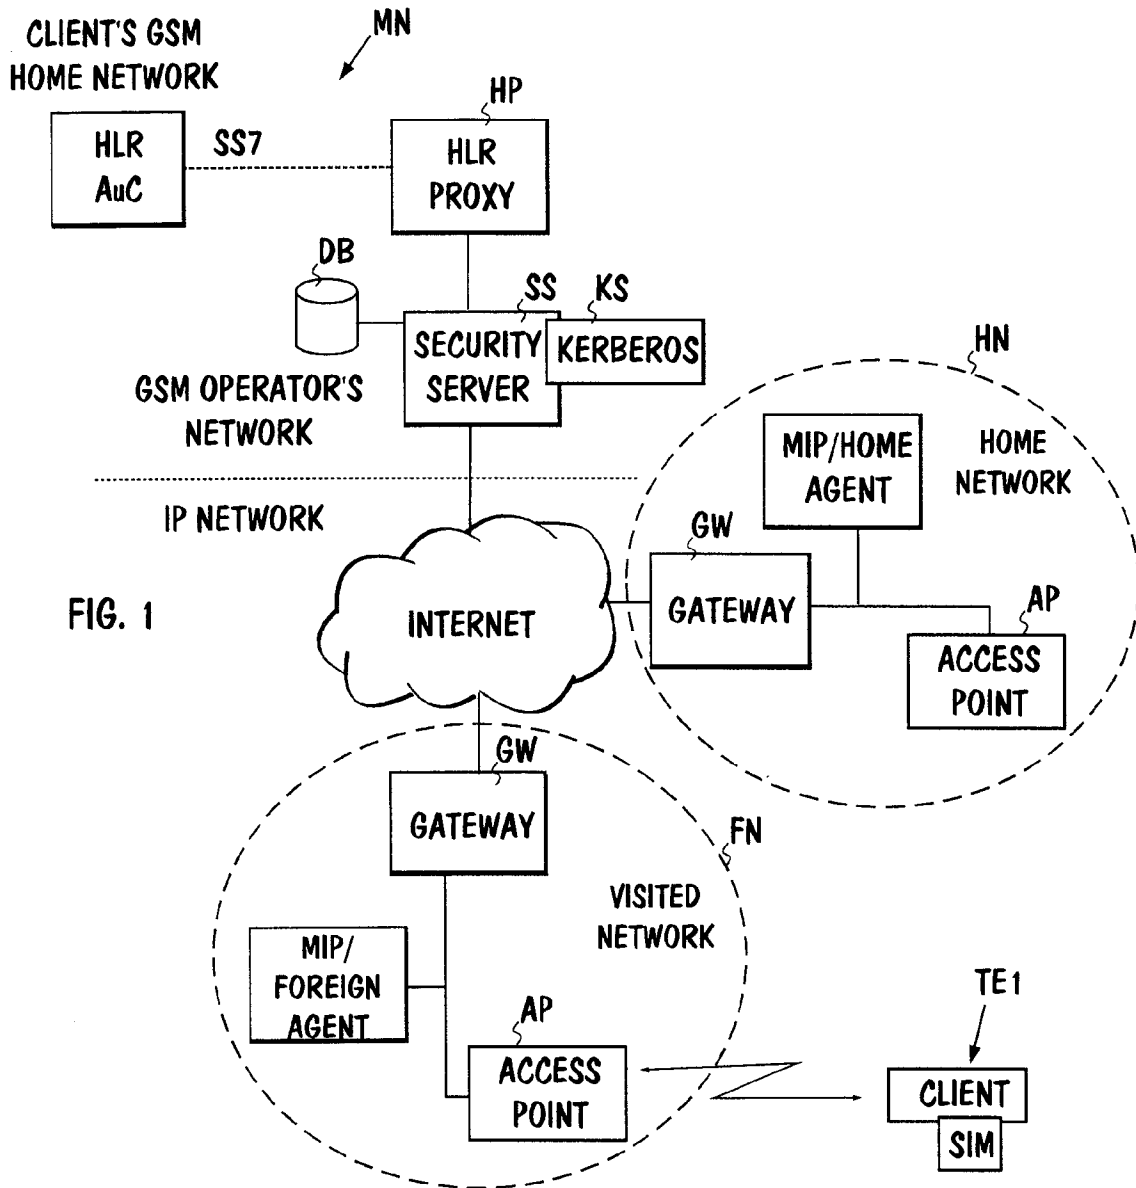 CLIENT'S GSM
HOME NETWORK
MN
HLR
AuC
SS7
HP
HLR
PROXY
DB
SS
KS
SECURITY
SERVER
KERBEROS
GSM OPERATOR'S
NETWORK
IP NETWORK
HN
MIP/HOME
AGENT
HOME
NETWORK
GW
GATEWAY
AP
ACCESS
POINT
FIG. 1
INTERNET
GW
GATEWAY
FN
VISITED
NETWORK
MIP/
FOREIGN
AGENT
AP
ACCESS
POINT
TE1
CLIENT
SIM